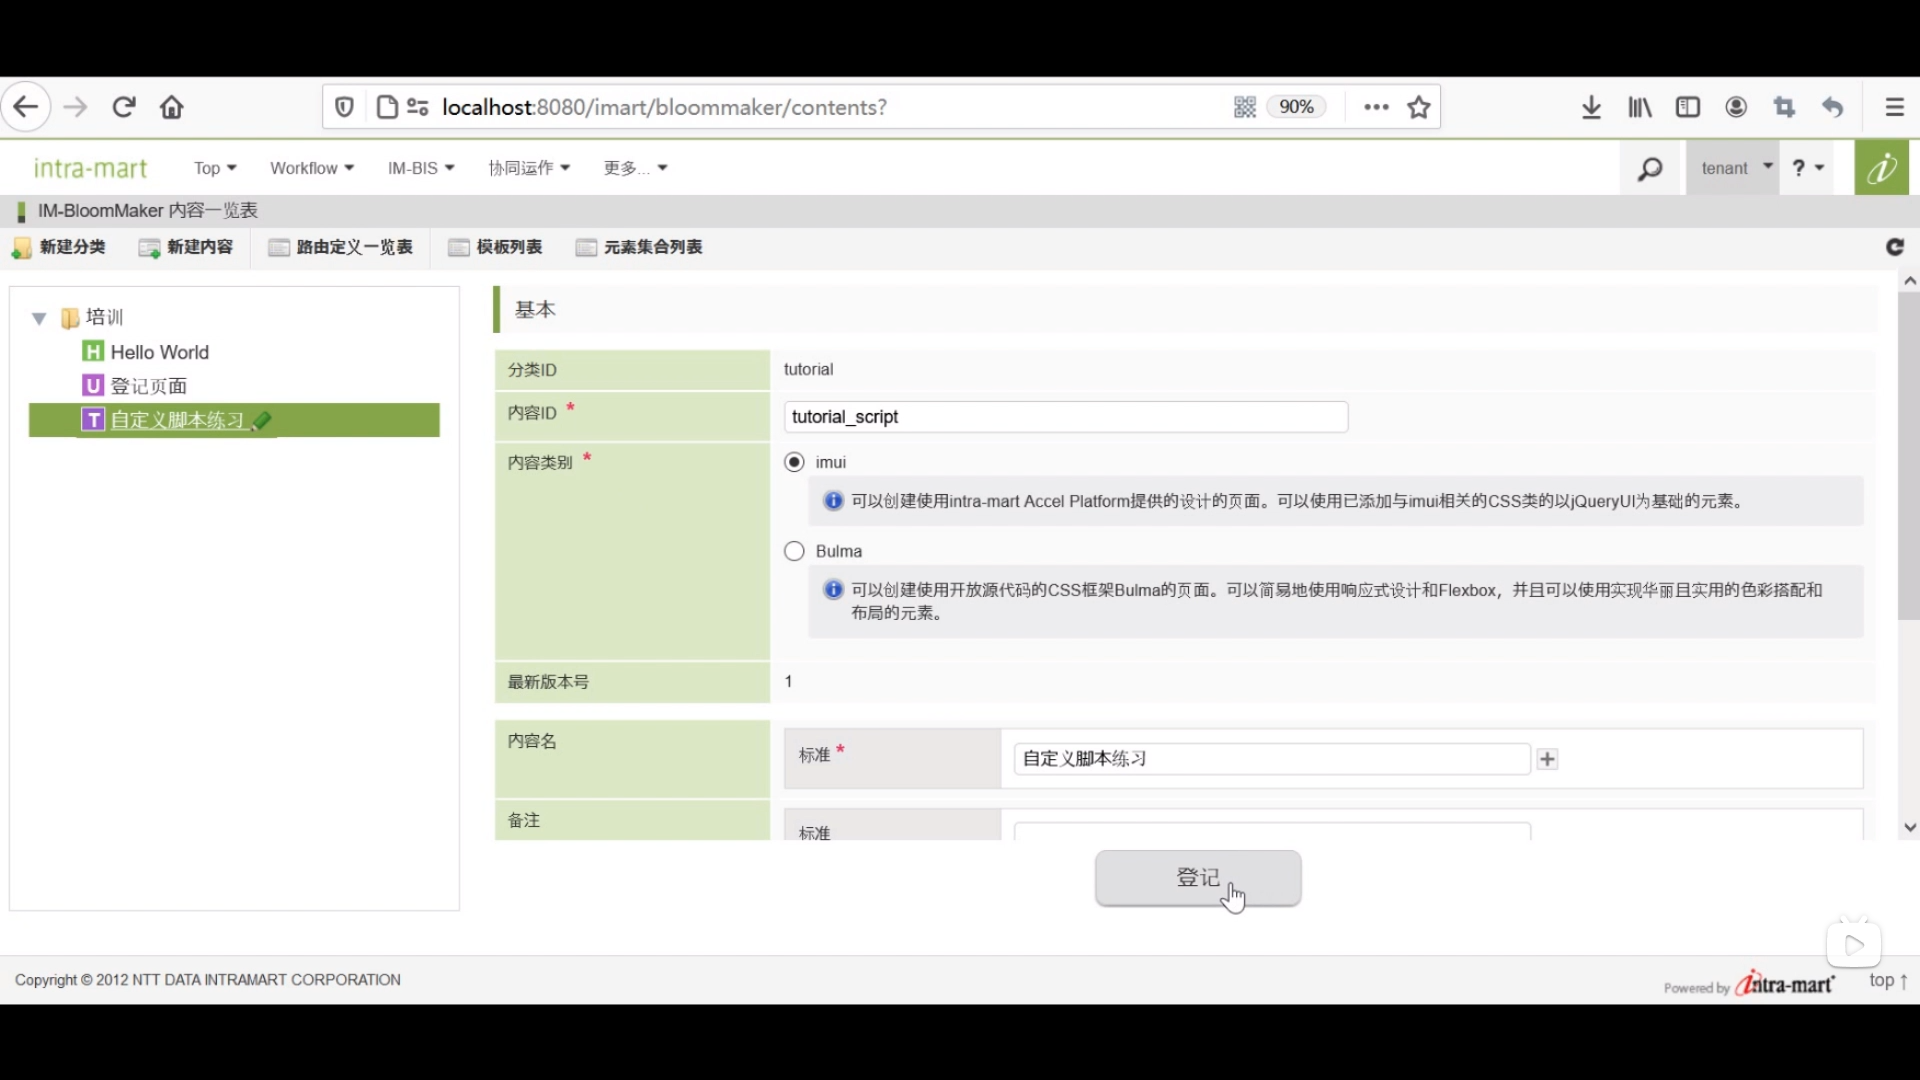 localhost:8080/imart/bloommaker/contents?
90%
intra-mart
Top
Workflow
IM-BIS
协同运作
更多...
tenant
?
IM-BloomMaker 内容一览表
新建分类
新建内容
路由定义一览表
模板列表
元素集合列表
培训
H Hello World
U 登记页面
T 自定义脚本练习
基本
分类ID
tutorial
内容ID *
tutorial_script
内容类别 *
imui
可以创建使用intra-mart Accel Platform提供的设计的页面。可以使用已添加与imui相关的CSS类的以jQueryUI为基础的元素。
Bulma
可以创建使用开放源代码的CSS框架Bulma的页面。可以简易地使用响应式设计和Flexbox，并且可以使用实现华丽且实用的色彩搭配和
布局的元素。
最新版本号
1
内容名
标准 *
自定义脚本练习
备注
标准
登记
Copyright © 2012 NTT DATA INTRAMART CORPORATION
Powered by intra-mart
top ↑